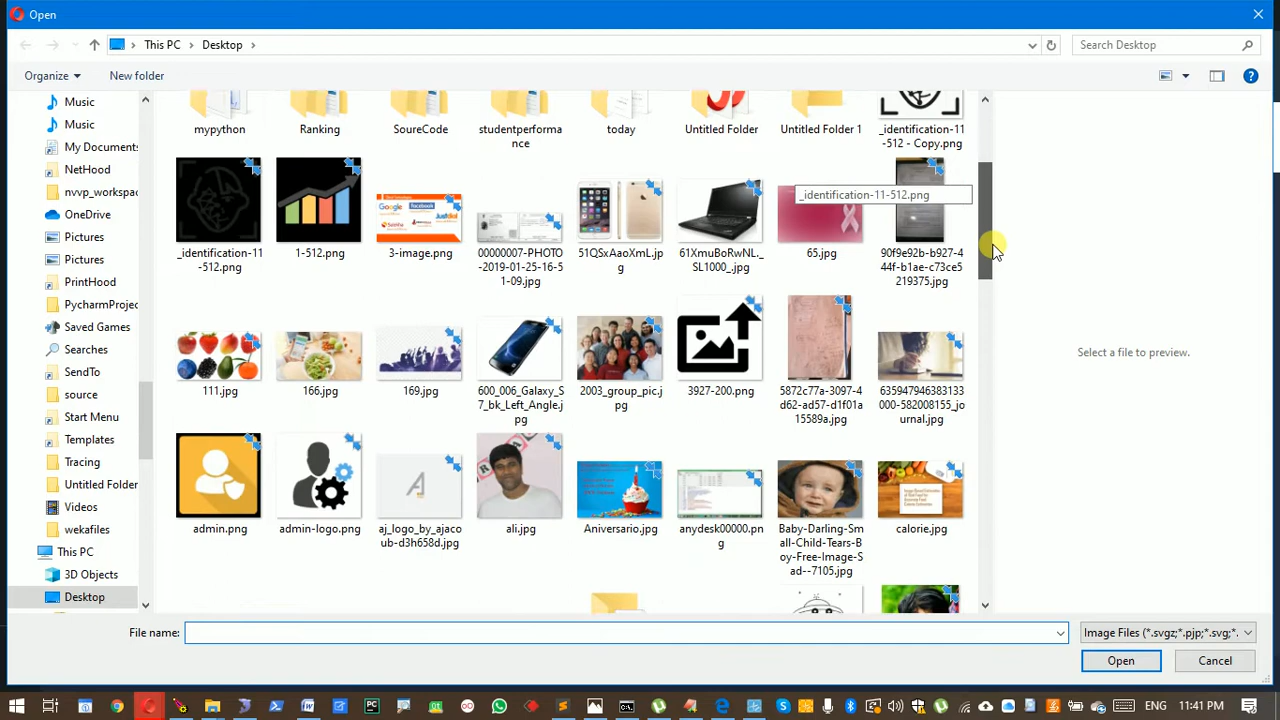 Open
This PC
Desktop
Search Desktop
Organize
New folder
Music
Music
My Documents
NetHood
nvvp_workspac
OneDrive
Pictures
Pictures
PrintHood
PycharmProjec
Saved Games
Searches
SendTo
source
Start Menu
Templates
Tracing
Untitled Folder
Videos
wekafiles
This PC
3D Objects
Desktop
mypython
Ranking
SoureCode
studentperforma
nce
today
Untitled Folder
Untitled Folder 1
_identification-11
-512 - Copy.png
_identification-11-512.png
_identification-11
-512.png
1-512.png
3-image.png
Google
facebook
Justdial
00000007-PHOTO
-2019-01-25-16-5
1-09.jpg
51QSxAaoXmL.jp
g
61XmuBoRwNL._
SL1000_.jpg
65.jpg
90f9e92b-b927-4
44f-b1ae-c73ce5
219375.jpg
111.jpg
166.jpg
169.jpg
600_006_Galaxy_S
7_bk_Left_Angle.j
pg
2003_group_pic.j
pg
3927-200.png
5872c77a-3097-4
d62-ad57-d1f01a
15589a.jpg
635947946383133
000-582008155_jo
urnal.jpg
admin.png
admin-logo.png
aj_logo_by_ajaco
ub-d3h658d.jpg
ali.jpg
Aniversario.jpg
anydesk00000.pn
g
Baby-Darling-Sm
all-Child-Tears-B
oy-Free-Image-S
ad--7105.jpg
calorie.jpg
Select a file to preview.
File name:
Image Files (*.svgz;*.pjp;*.svg;*.
Open
Cancel
ENG
11:41 PM